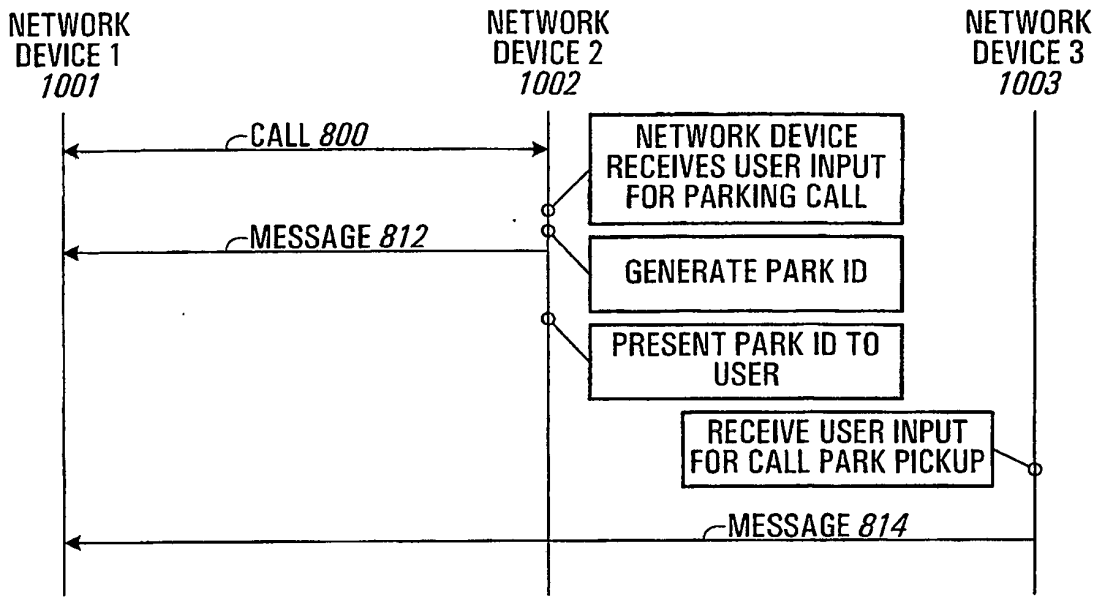 NETWORK
DEVICE 1
1001
NETWORK
DEVICE 2
1002
NETWORK
DEVICE 3
1003
CALL 800
NETWORK DEVICE
RECEIVES USER INPUT
FOR PARKING CALL
MESSAGE 812
GENERATE PARK ID
PRESENT PARK ID TO
USER
RECEIVE USER INPUT
FOR CALL PARK PICKUP
MESSAGE 814